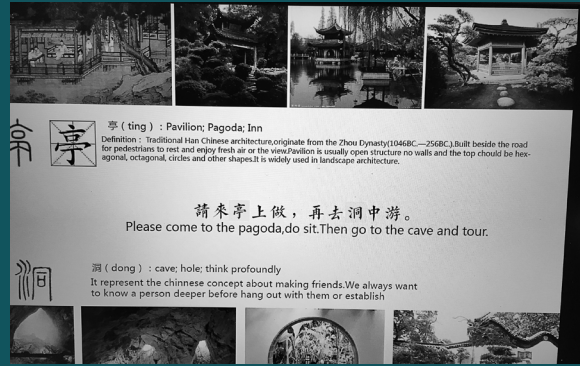 亭 亭 亭 ( ting ) : Pavilion; Pagoda; Inn
Definition : Traditional Han Chinese architecture,originate from the Zhou Dynasty(1046BC.—256BC.).Built beside the road
for pedestrians to rest and enjoy fresh air or the view.Pavilion is usually open structure no walls and the top chould be hex-
agonal, octagonal, circles and other shapes.It is widely used in landscape architecture.
請來亭上做，再去洞中游。
Please come to the pagoda,do sit.Then go to the cave and tour.
洞 洞 ( dong ) : cave; hole; think profoundly
It represent the chinnese concept about making friends.We always want
to know a person deeper before hang out with them or establish